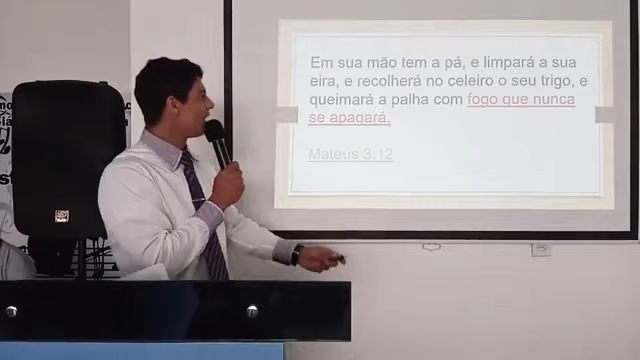 Em sua mão tem a pá, e limpará a sua
eira, e recolherá no celeiro o seu trigo, e
queimará a palha com fogo que nunca
se apagará.
Mateus 3:12